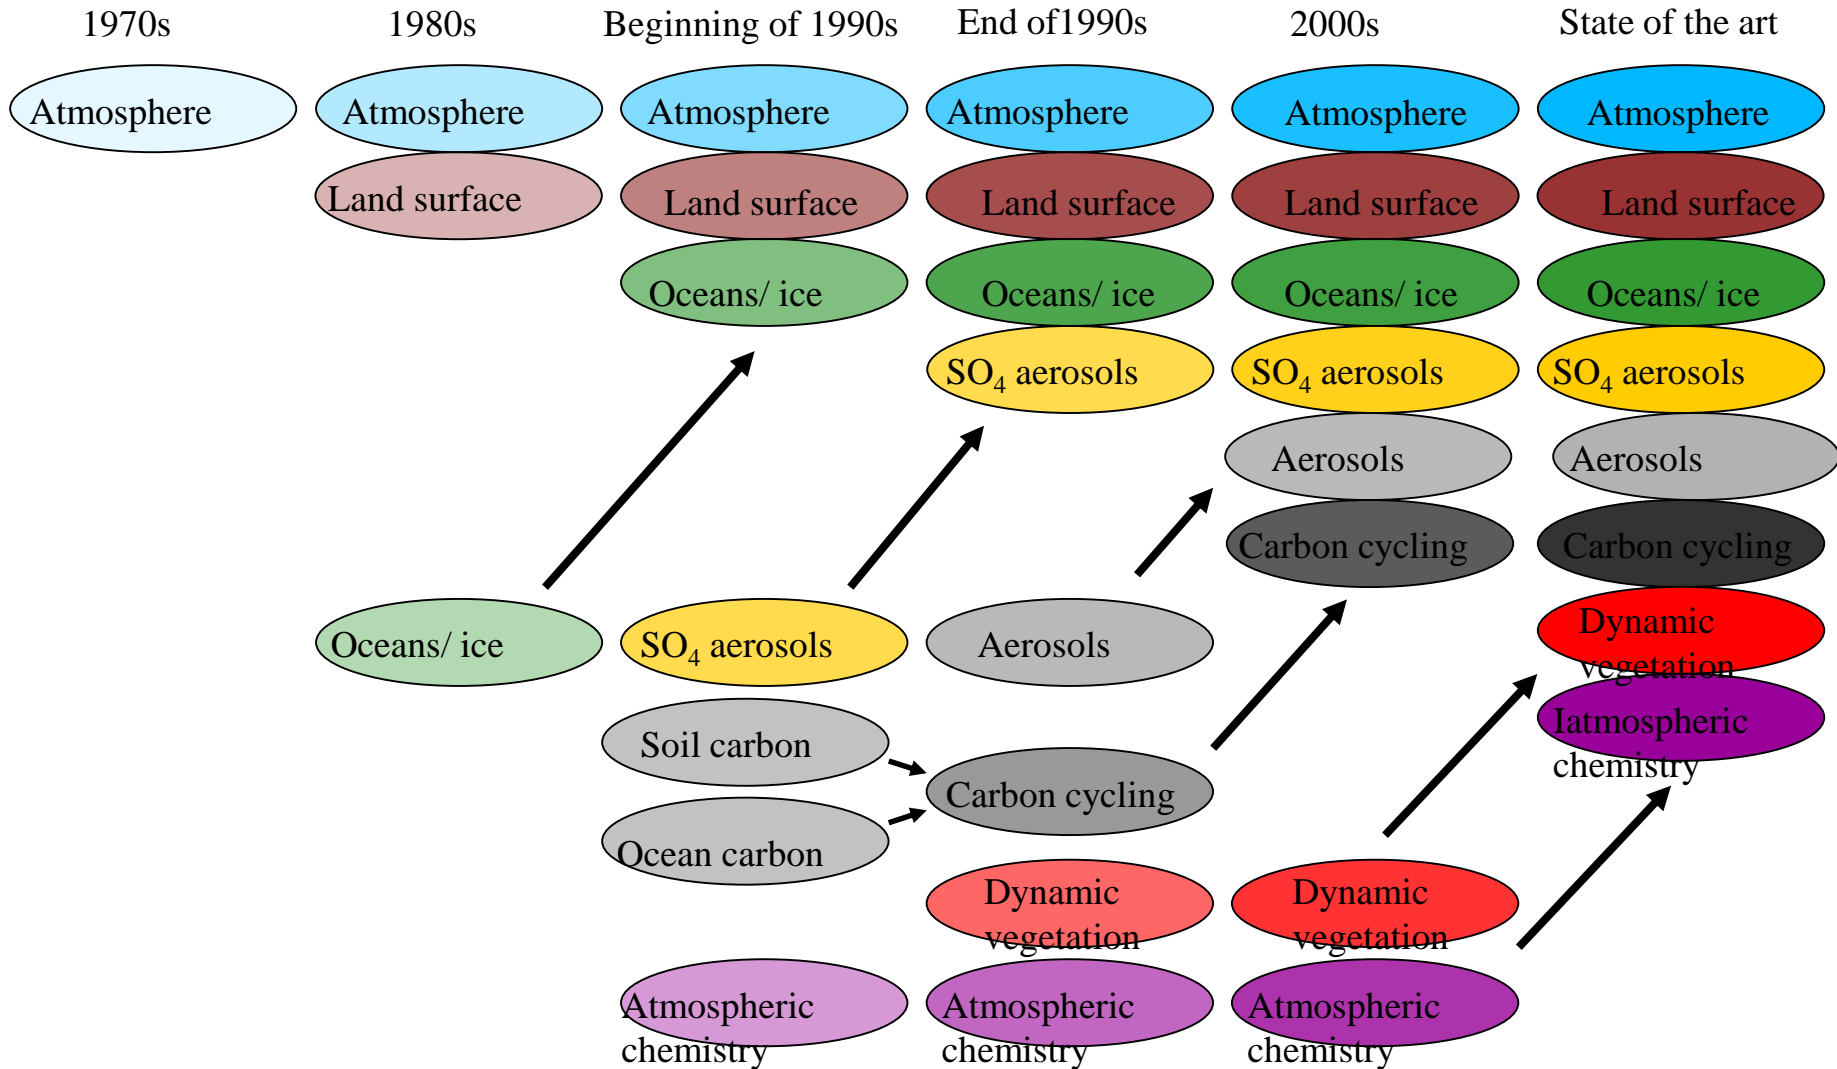 1970s
1980s
Beginning of 1990s
End of1990s
2000s
State of the art
Atmosphere
Atmosphere
Atmosphere
Atmosphere
Atmosphere
Atmosphere
Land surface
Land surface
Land surface
Land surface
Land surface
Oceans/ ice
Oceans/ ice
Oceans/ ice
Oceans/ ice
SO₄ aerosols
SO₄ aerosols
SO₄ aerosols
Aerosols
Aerosols
Carbon cycling
Carbon cycling
Oceans/ ice
SO₄ aerosols
Aerosols
Dynamic
vegetation
Soil carbon
Iatmospheric
chemistry
Carbon cycling
Ocean carbon
Dynamic
vegetation
Dynamic
vegetation
Atmospheric
chemistry
Atmospheric
chemistry
Atmospheric
chemistry